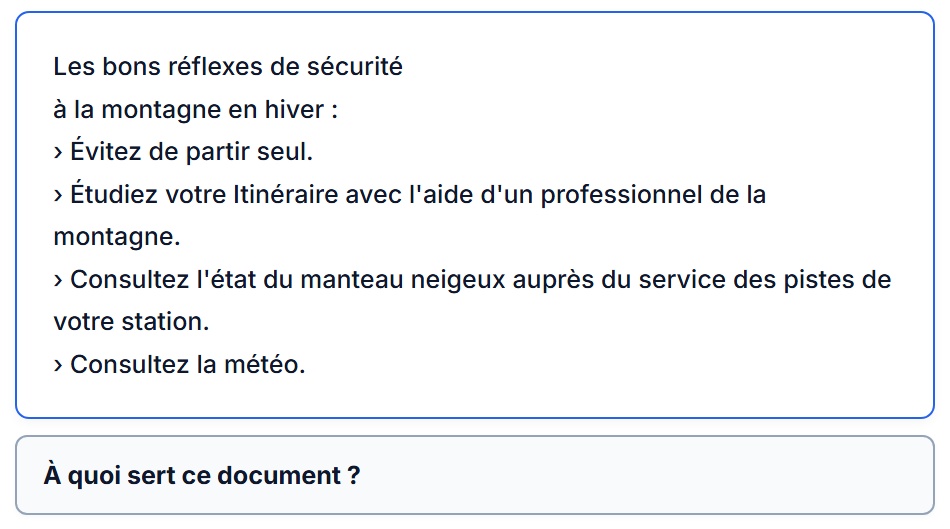 Les bons réflexes de sécurité
à la montagne en hiver :
› Évitez de partir seul.
› Étudiez votre Itinéraire avec l'aide d'un professionnel de la
montagne.
› Consultez l'état du manteau neigeux auprès du service des pistes de
votre station.
› Consultez la météo.
À quoi sert ce document ?